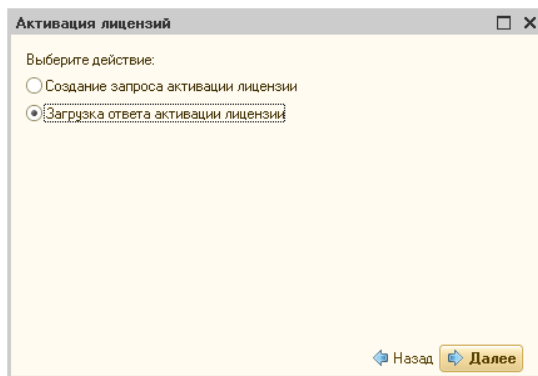 Активация лицензий
Выберите действие:
Создание запроса активации лицензии
Загрузка ответа активации лицензии
Назад Далее